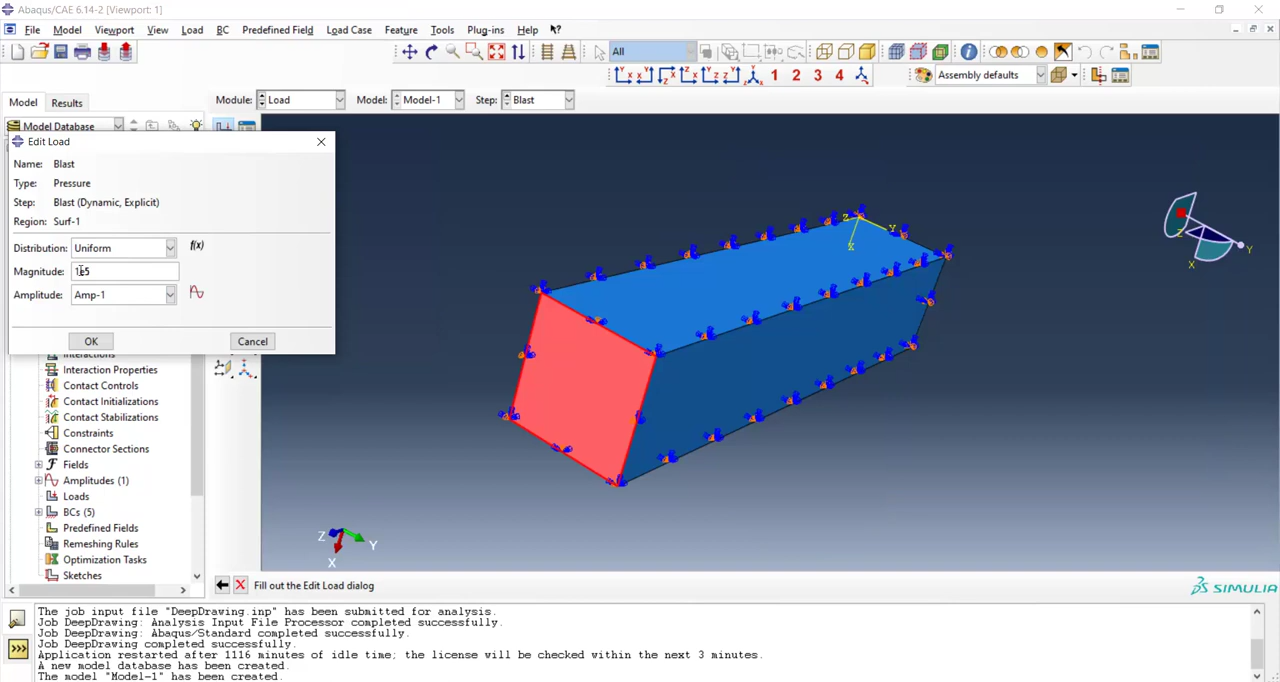 Abaqus/CAE 6.14-2 [Viewport: 1]
File Model Viewport View Load BC Predefined Field Load Case Feature Tools Plug-ins Help
All
1 2 3 4 Assembly defaults
Model Results Module: Load Model: Model-1 Step: Blast
Model Database
Edit Load
Name: Blast
Type: Pressure
Step: Blast (Dynamic, Explicit)
Region: Surf-1
Distribution: Uniform f(x)
Magnitude: 1e5
Amplitude: Amp-1
OK Cancel
Interactions
Interaction Properties
Contact Controls
Contact Initializations
Contact Stabilizations
Constraints
Connector Sections
Fields
Amplitudes (1)
Loads
BCs (5)
Predefined Fields
Remeshing Rules
Optimization Tasks
Sketches
Z Y X
Z Y X
Z Y X
Fill out the Edit Load dialog
SIMULIA
The job input file "DeepDrawing.inp" has been submitted for analysis.
Job DeepDrawing: Analysis Input File Processor completed successfully.
Job DeepDrawing: Abaqus/Standard completed successfully.
Job DeepDrawing completed successfully.
Application restarted after 1116 minutes of idle time; the license will be checked within the next 3 minutes.
A new model database has been created.
The model "Model-1" has been created.